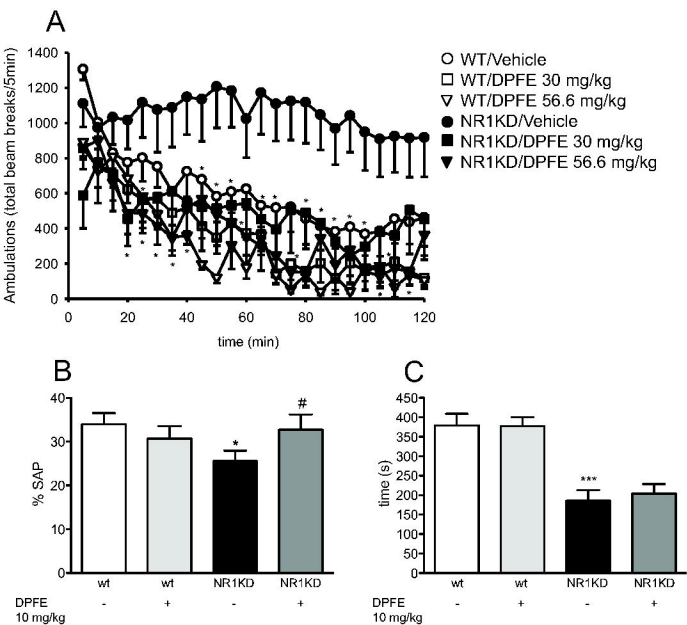 A
Ambulations (total beam breaks/5min)
1400
1200
1000
800
600
400
200
0
0 20 40 60 80 100 120
time (min)
WT/Vehicle
WT/DPFE 30 mg/kg
WT/DPFE 56.6 mg/kg
NR1KD/Vehicle
NR1KD/DPFE 30 mg/kg
NR1KD/DPFE 56.6 mg/kg
B
% SAP
40
30
20
10
0
*
#
wt wt NR1KD NR1KD
DPFE - + - +
10 mg/kg
C
time (s)
450
400
350
300
250
200
150
100
50
0
***
wt wt NR1KD NR1KD
DPFE - + - +
10 mg/kg